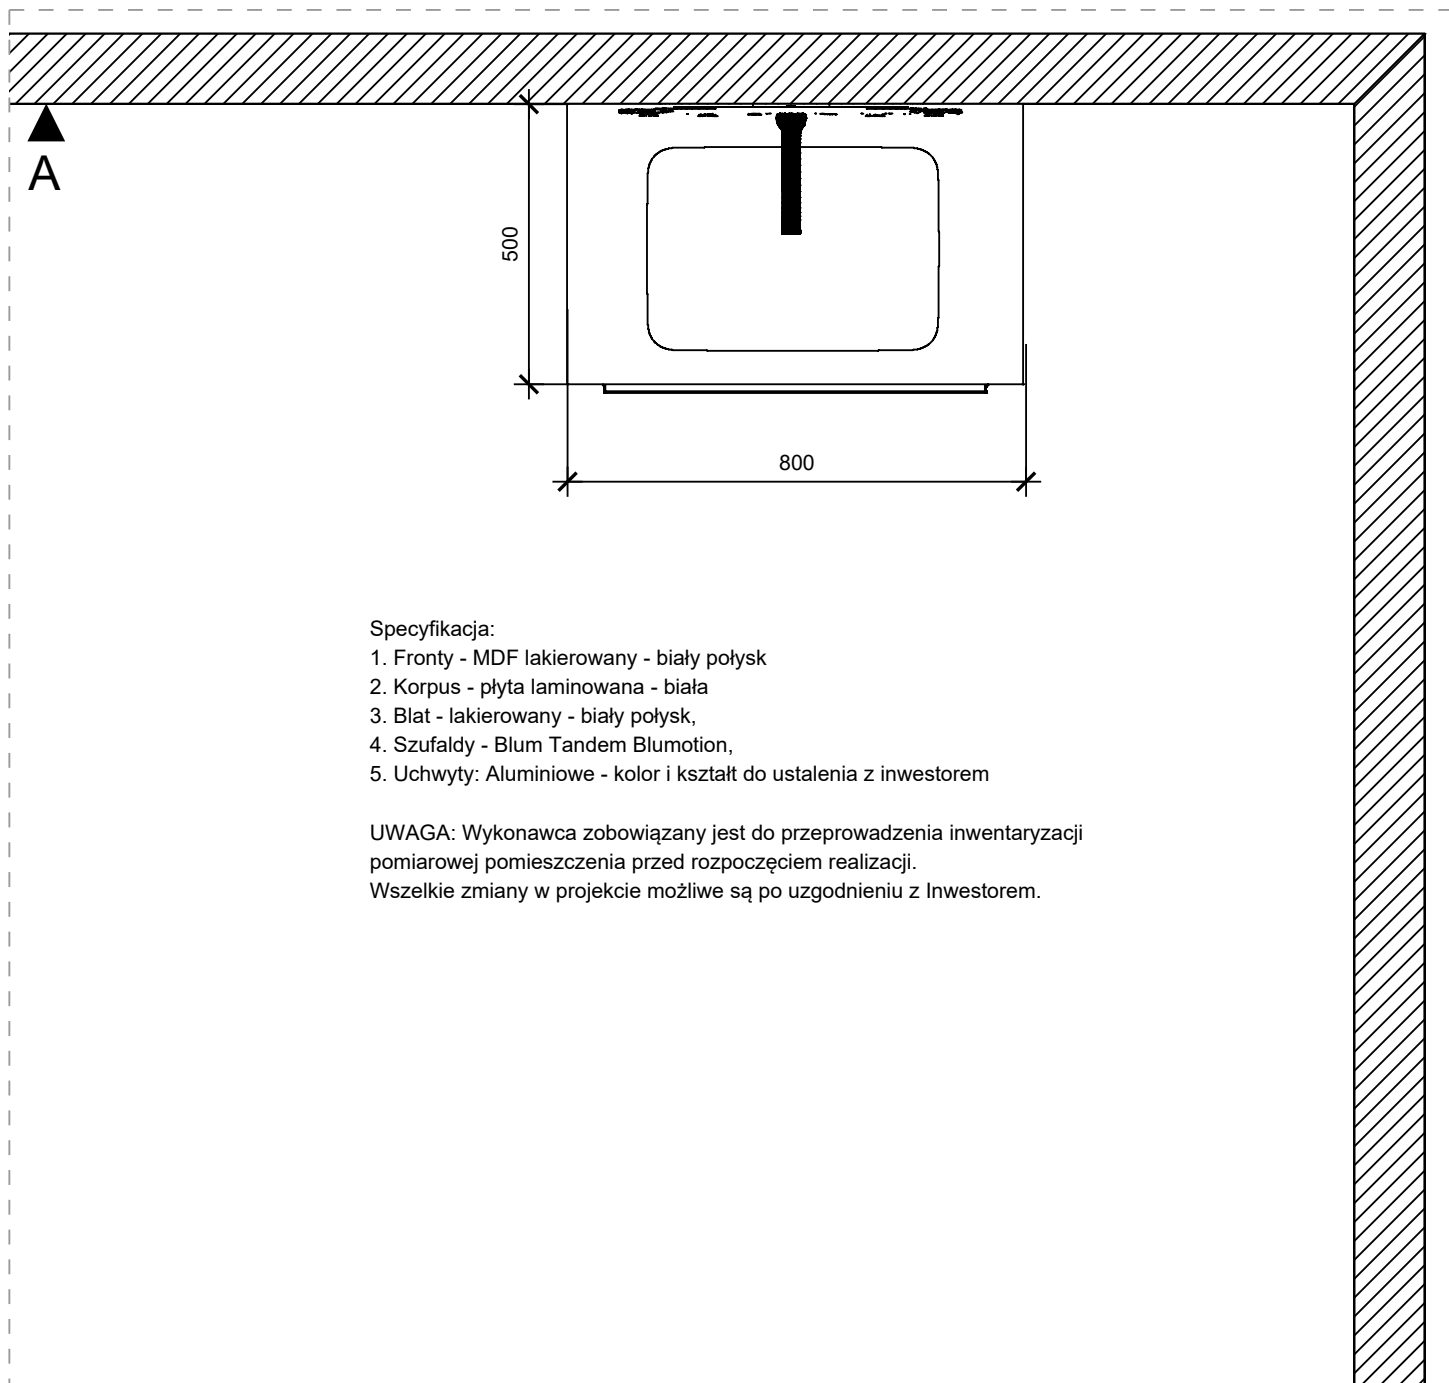 A
500
800
Specyfikacja:
1. Fronty - MDF lakierowany - biały połysk
2. Korpus - płyta laminowana - biała
3. Blat - lakierowany - biały połysk,
4. Szufaldy - Blum Tandem Blumotion,
5. Uchwyty: Aluminiowe - kolor i kształt do ustalenia z inwestorem
UWAGA: Wykonawca zobowiązany jest do przeprowadzenia inwentaryzacji
pomiarowej pomieszczenia przed rozpoczęciem realizacji.
Wszelkie zmiany w projekcie możliwe są po uzgodnieniu z Inwestorem.